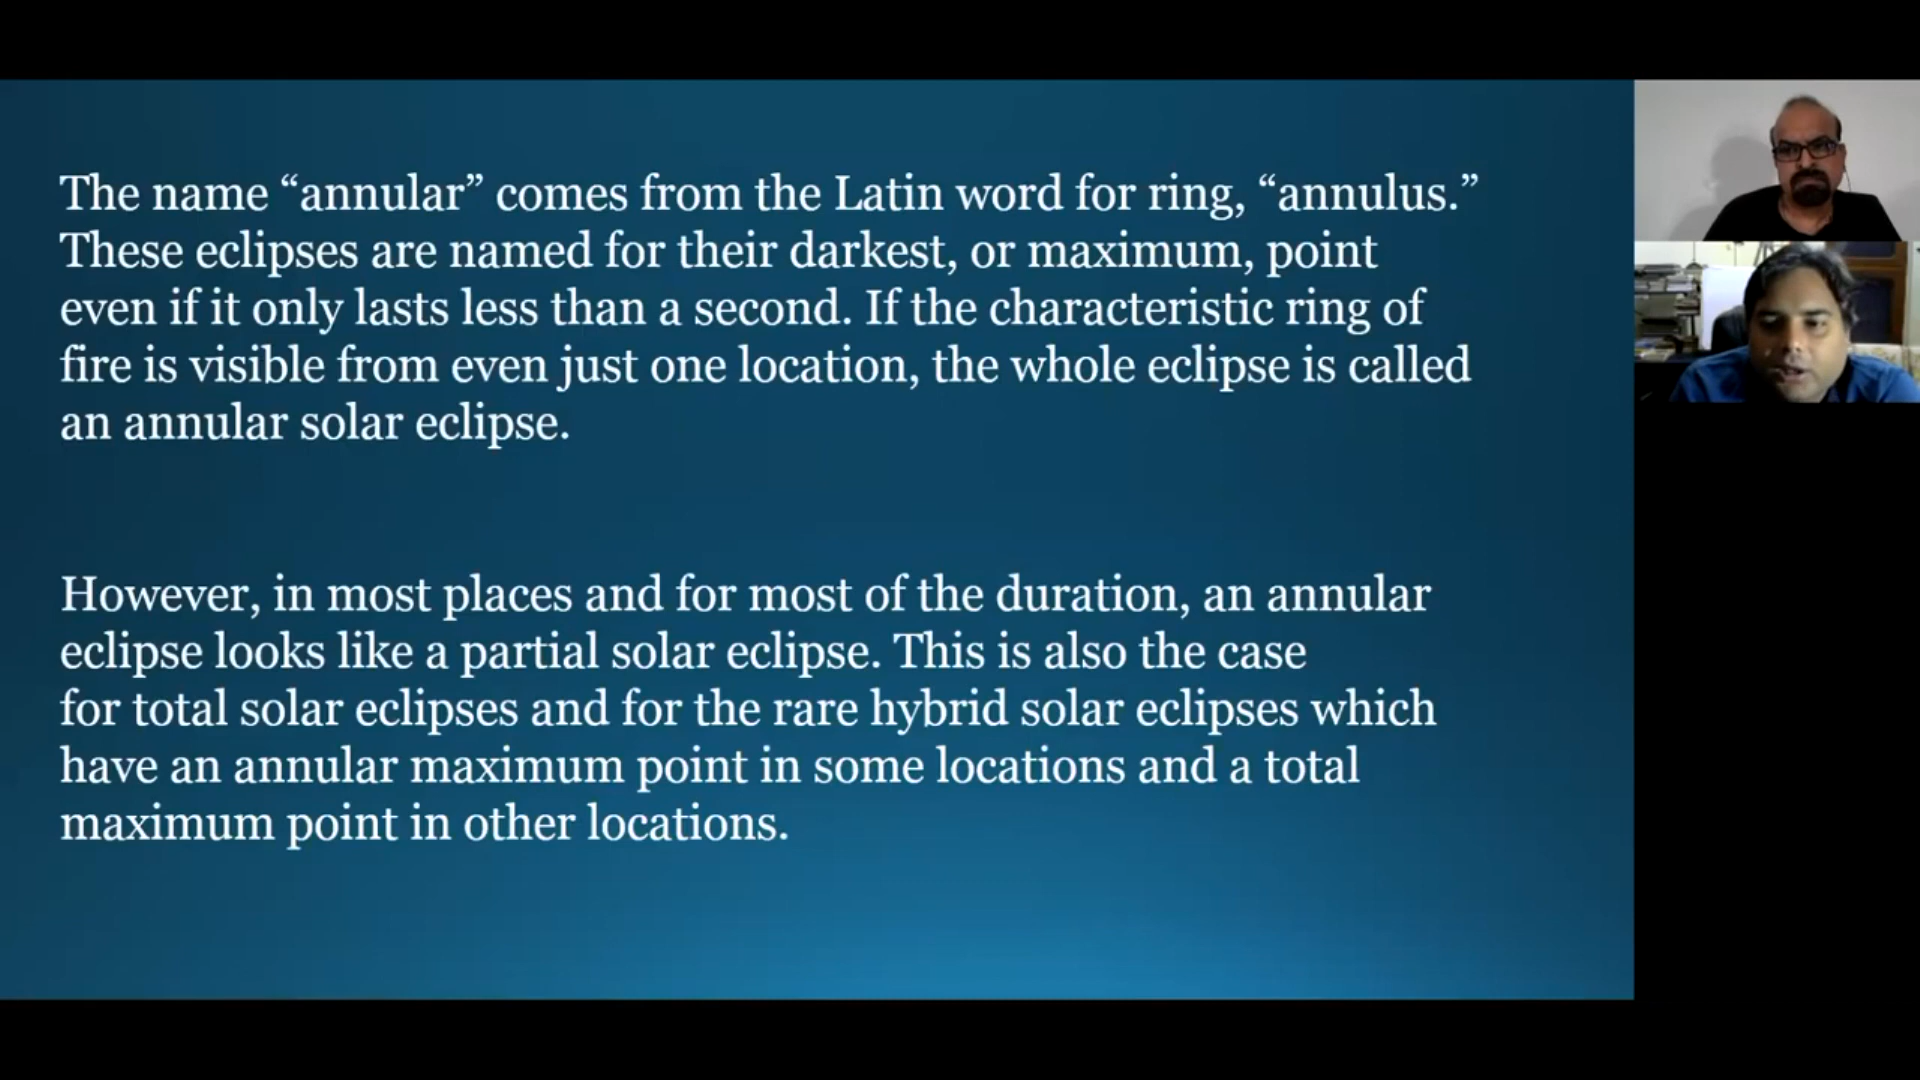 The name “annular” comes from the Latin word for ring, “annulus.”
These eclipses are named for their darkest, or maximum, point
even if it only lasts less than a second. If the characteristic ring of
fire is visible from even just one location, the whole eclipse is called
an annular solar eclipse.
However, in most places and for most of the duration, an annular
eclipse looks like a partial solar eclipse. This is also the case
for total solar eclipses and for the rare hybrid solar eclipses which
have an annular maximum point in some locations and a total
maximum point in other locations.